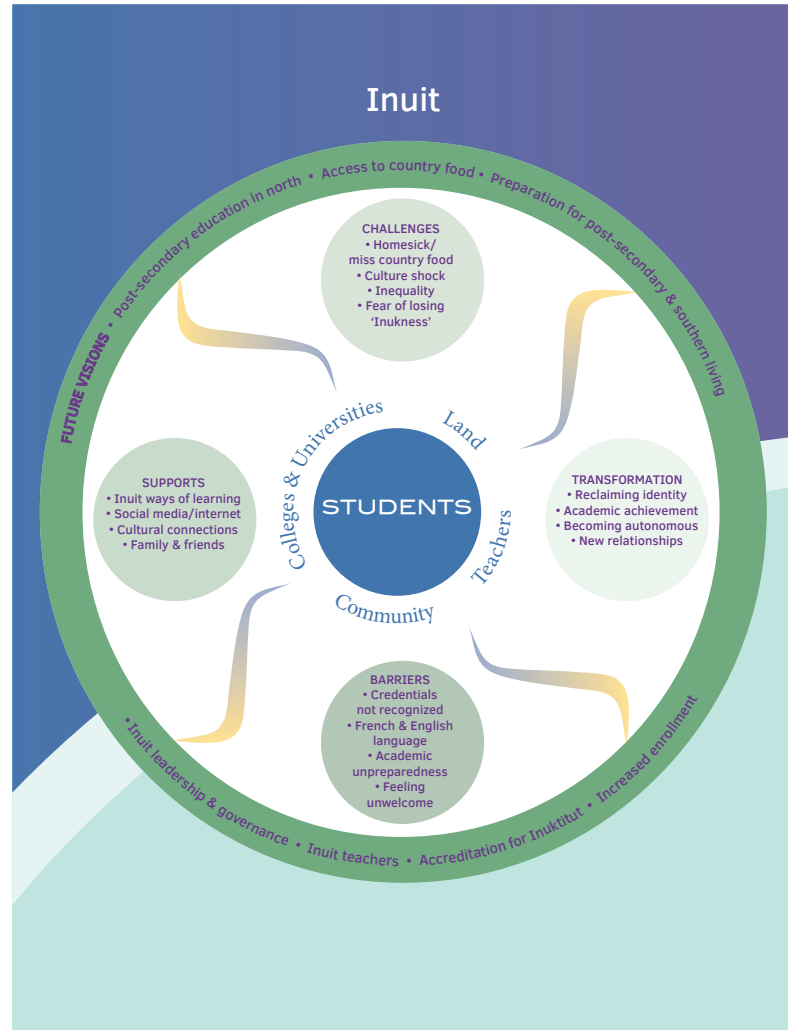 Inuit
FUTURE VISIONS • Post-secondary education in north • Access to country food • Preparation for post-secondary & southern living
CHALLENGES
• Homesick/
miss country food
• Culture shock
• Inequality
• Fear of losing
‘Inukness’
Colleges & Universities
Land
Teachers
Community
STUDENTS
SUPPORTS
• Inuit ways of learning
• Social media/internet
• Cultural connections
• Family & friends
TRANSFORMATION
• Reclaiming identity
• Academic achievement
• Becoming autonomous
• New relationships
BARRIERS
• Credentials
not recognized
• French & English
language
• Academic
unpreparedness
• Feeling
unwelcome
• Inuit leadership & governance • Inuit teachers • Accreditation for Inuktitut • Increased enrollment